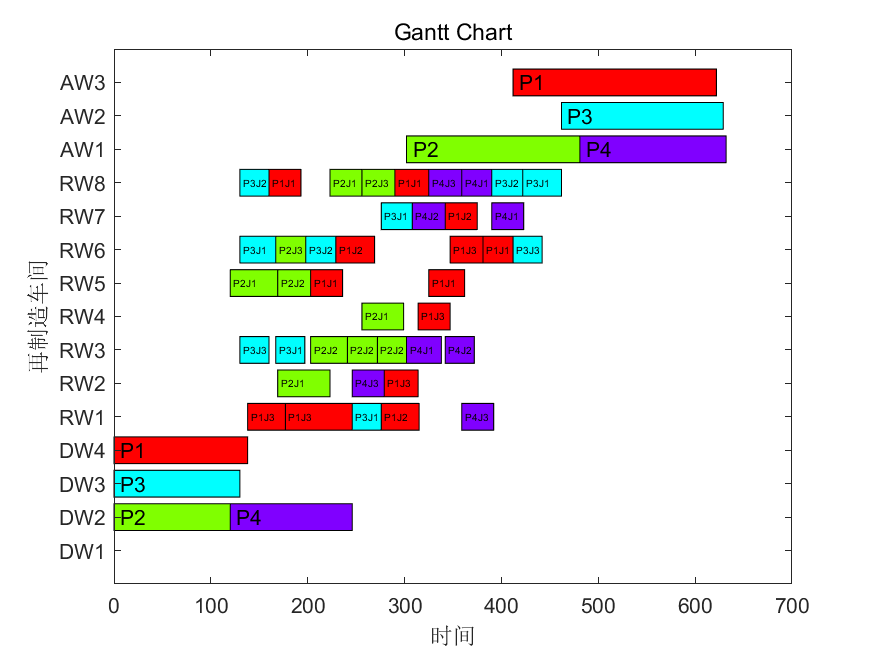 Gantt Chart
AW3 P1
AW2 P3
AW1 P2 P4
RW8 P3J2 P1J1 P2J1 P2J3 P1J1 P4J3 P4J1 P3J2 P3J1
RW7 P3J1 P4J2 P1J2 P4J1
RW6 P3J1 P2J3 P3J2 P1J2 P1J3 P1J1 P3J3
RW5 P2J1 P2J2 P1J1 P1J1
RW4 P2J1 P1J3
RW3 P3J3 P3J1 P2J2 P2J2 P2J2 P4J1 P4J2
RW2 P2J1 P4J3 P1J3
RW1 P1J3 P1J3 P3J1 P1J2 P4J3
DW4 P1
DW3 P3
DW2 P2 P4
DW1
0 100 200 300 400 500 600 700
时间
再制造车间